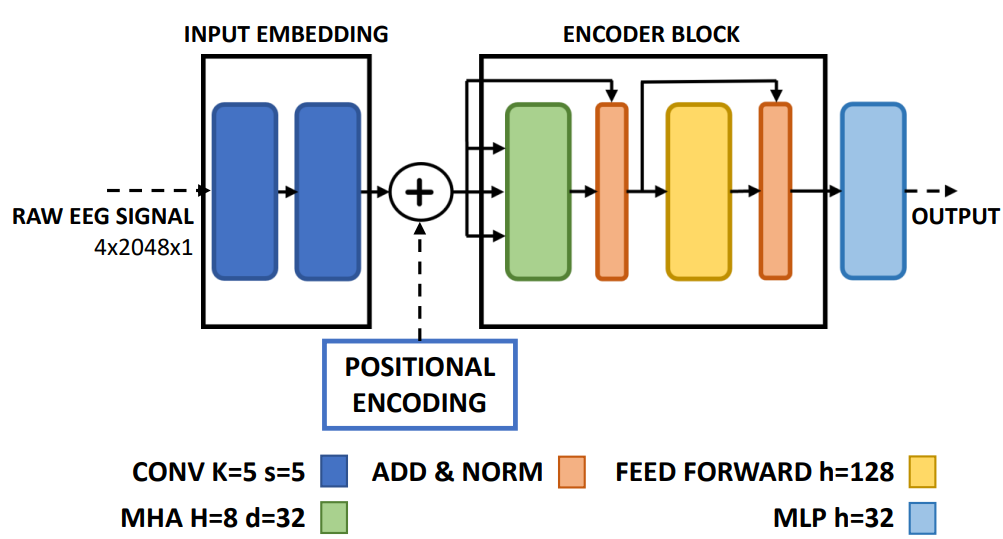 INPUT EMBEDDING
ENCODER BLOCK
RAW EEG SIGNAL
4x2048x1
+
OUTPUT
POSITIONAL
ENCODING
CONV K=5 s=5
ADD & NORM
FEED FORWARD h=128
MHA H=8 d=32
MLP h=32